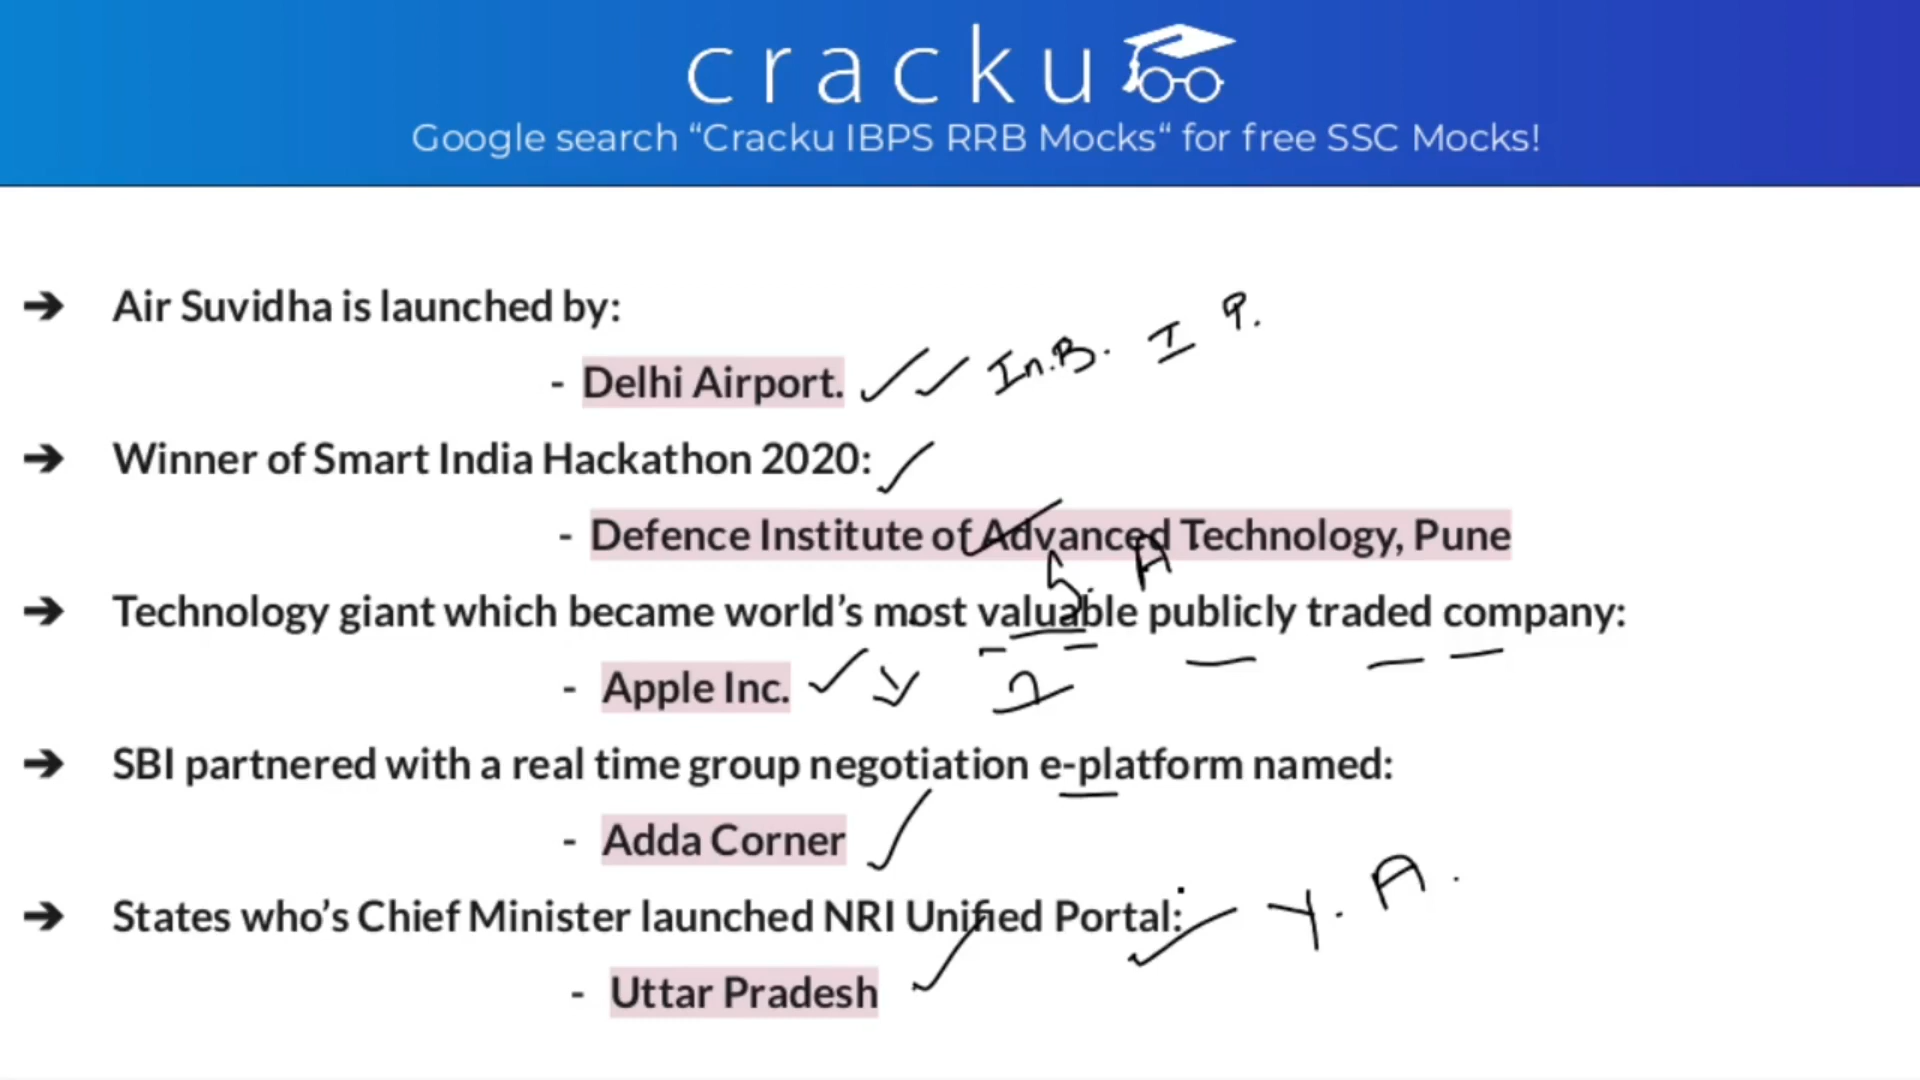 cracku
Google search “Cracku IBPS RRB Mocks“ for free SSC Mocks!
➔ Air Suvidha is launched by:
- Delhi Airport. In.B. I P.
➔ Winner of Smart India Hackathon 2020:
- Defence Institute of Advanced Technology, Pune
S. A
➔ Technology giant which became world’s most valuable publicly traded company:
- Apple Inc.
➔ SBI partnered with a real time group negotiation e-platform named:
- Adda Corner
➔ States who’s Chief Minister launched NRI Unified Portal: Y. A.
- Uttar Pradesh